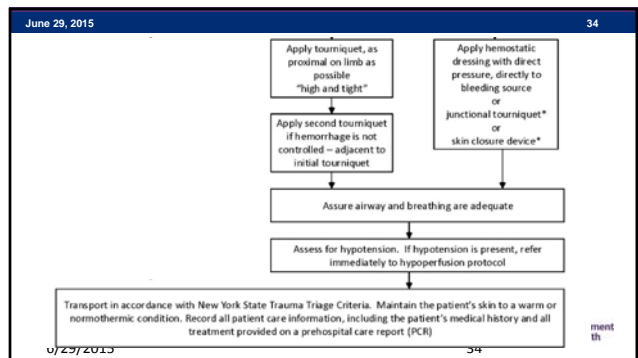 June 29, 2015 34
Apply tourniquet, as
proximal on limb as
possible
"high and tight"
Apply hemostatic
dressing with direct
pressure, directly to
bleeding source
or
junctional tourniquet*
or
skin closure device*
Apply second tourniquet
if hemorrhage is not
controlled – adjacent to
initial tourniquet
Assure airway and breathing are adequate
Assess for hypotension. If hypotension is present, refer
immediately to hypoperfusion protocol
Transport in accordance with New York State Trauma Triage Criteria. Maintain the patient's skin to a warm or
normothermic condition. Record all patient care information, including the patient's medical history and all
treatment provided on a prehospital care report (PCR)
ment
th
6/29/2015 34